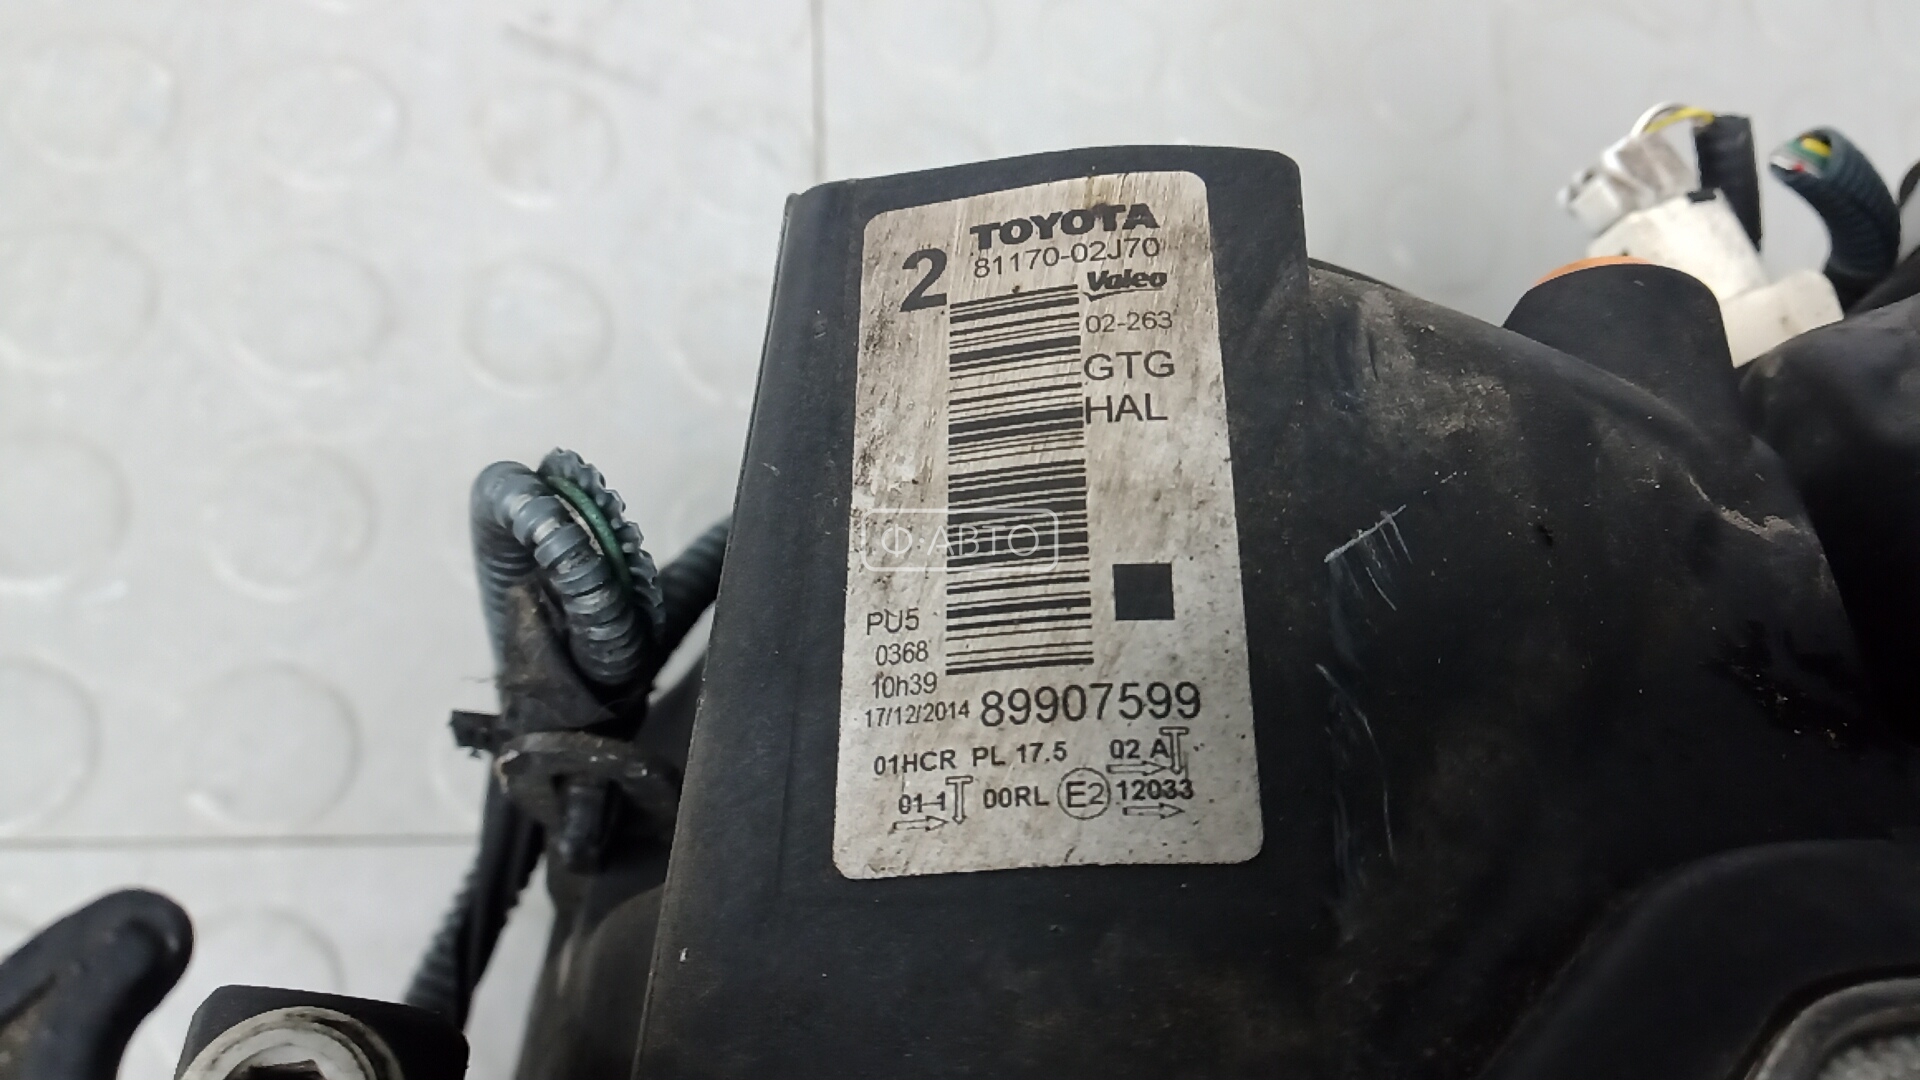 TOYOTA
2
81170-02J70
Valeo
02-263
GTG
HAL
Ф·АВТО
PU5
0368
10h39
17/12/2014 89907599
01HCR PL 17.5 02 A
01 1 00RL E2 12033